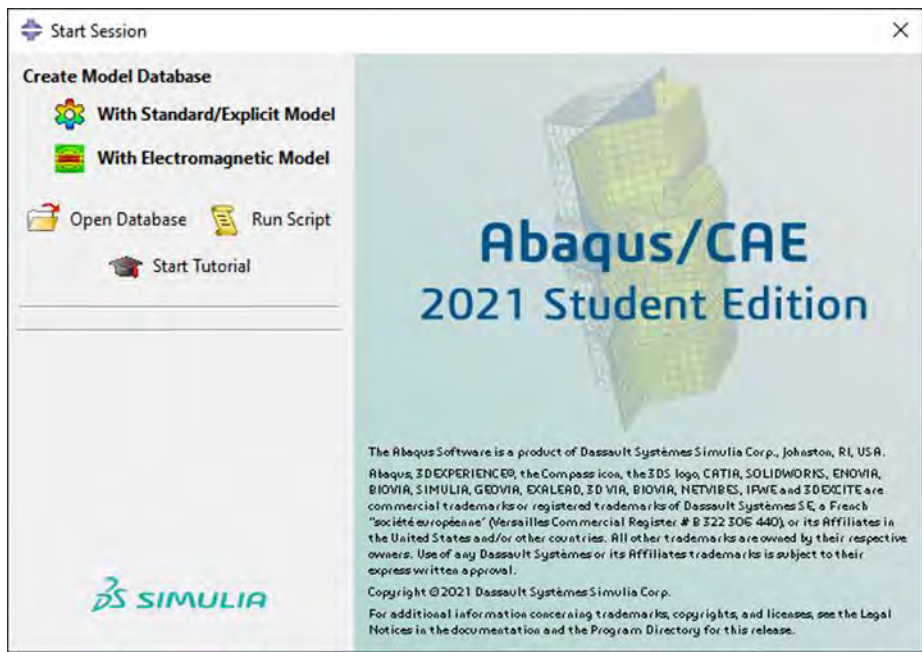 Start Session
Create Model Database
With Standard/Explicit Model
With Electromagnetic Model
Open Database
Run Script
Start Tutorial
Abaqus/CAE
2021 Student Edition
The Abaqus Software is a product of Dassault Systèmes Simulia Corp., Johnston, RI, USA.
Abaqus, 3DEXPERIENCE®, the Compass icon, the 3DS logo, CATIA, SOLIDWORKS, ENOVIA,
BIOVIA, SIMULIA, GEOVIA, EXALEAD, 3D VIA, BIOVIA, NETVIBES, IFWE and 3DEXCITE are
commercial trademarks or registered trademarks of Dassault Systèmes SE, a French
"société européenne" (Versailles Commercial Register # B 322 306 440), or its Affiliates in
the United States and/or other countries. All other trademarks are owned by their respective
owners. Use of any Dassault Systèmes or its Affiliates trademarks is subject to their
express written approval.
Copyright ©2021 Dassault Systèmes Simulia Corp.
For additional information concerning trademarks, copyrights, and licenses, see the Legal
Notices in the documentation and the Program Directory for this release.
3DS SIMULIA